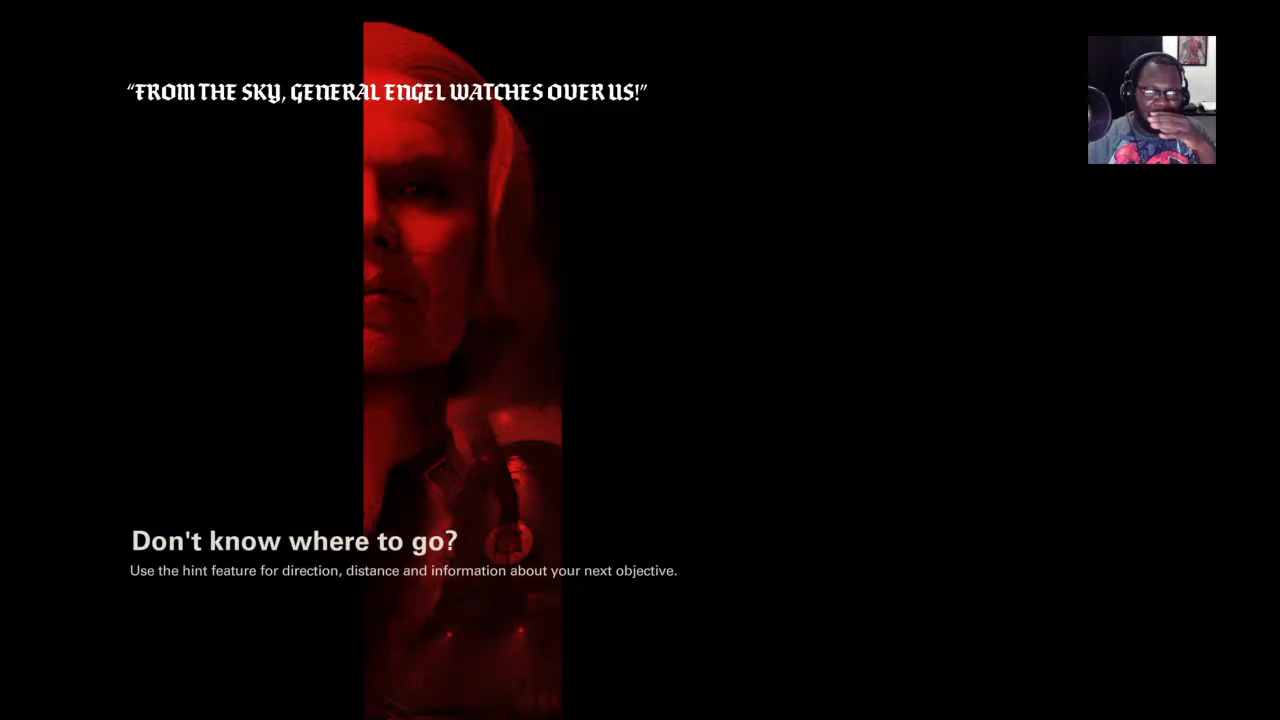 “FROM THE SKY, GENERAL ENGEL WATCHES OVER US!”
Don't know where to go?
Use the hint feature for direction, distance and information about your next objective.